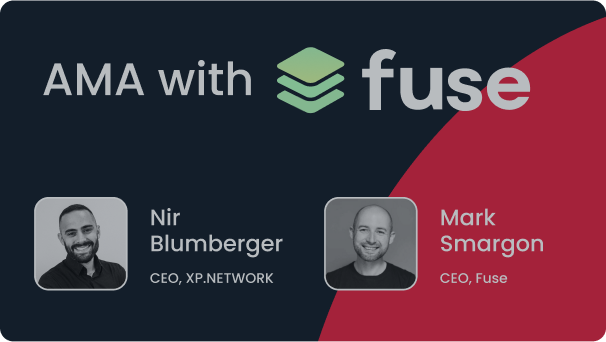 AMA with fuse
Nir
Blumberger
CEO, XP.NETWORK
Mark
Smargon
CEO, Fuse